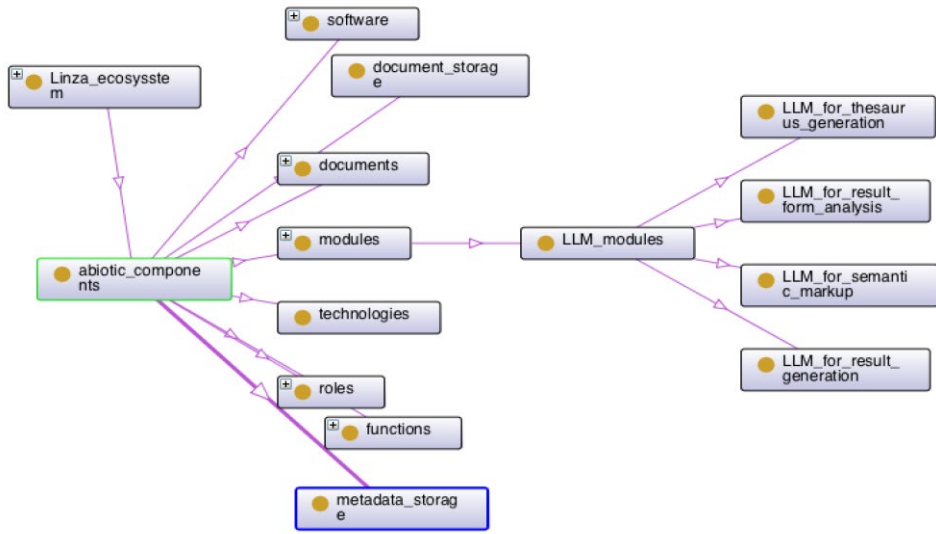 software
Linza_ecosysste
m
document_storag
e
documents
modules
abiotic_compone
nts
technologies
roles
functions
metadata_storag
e
LLM_modules
LLM_for_thesaur
us_generation
LLM_for_result_
form_analysis
LLM_for_semanti
c_markup
LLM_for_result_
generation